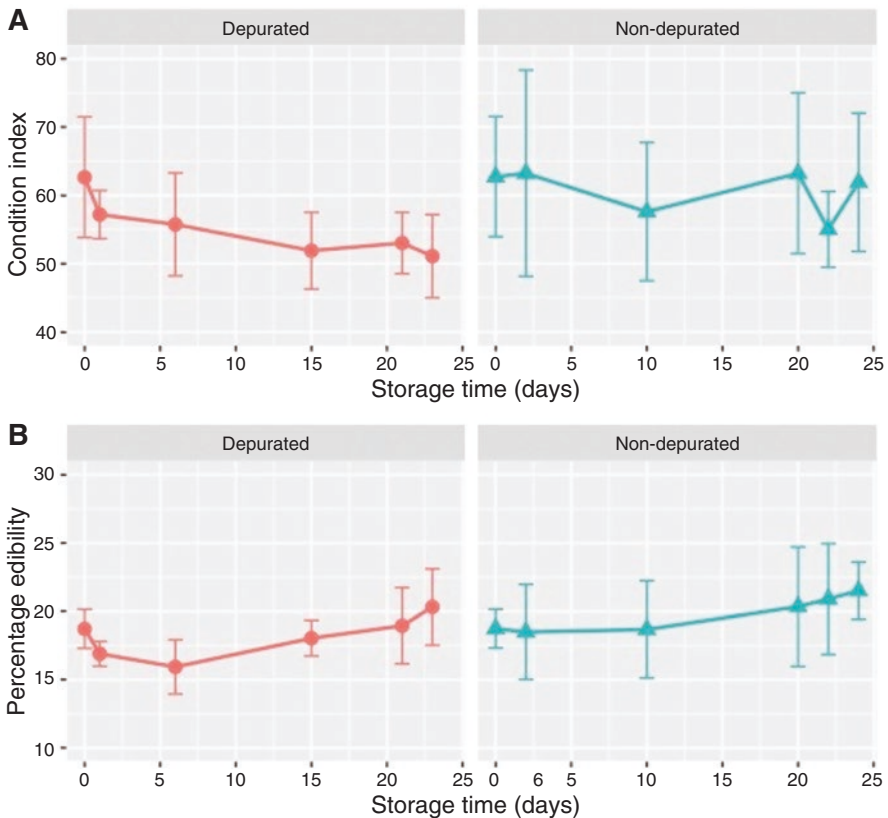 A
Depurated Non-depurated
Condition index
80
70
60
50
40
0 5 10 15 20 25 0 5 10 15 20 25
Storage time (days)
B
Depurated Non-depurated
Percentage edibility
30
25
20
15
10
0 5 10 15 20 25 0 6 5 10 15 20 25
Storage time (days)